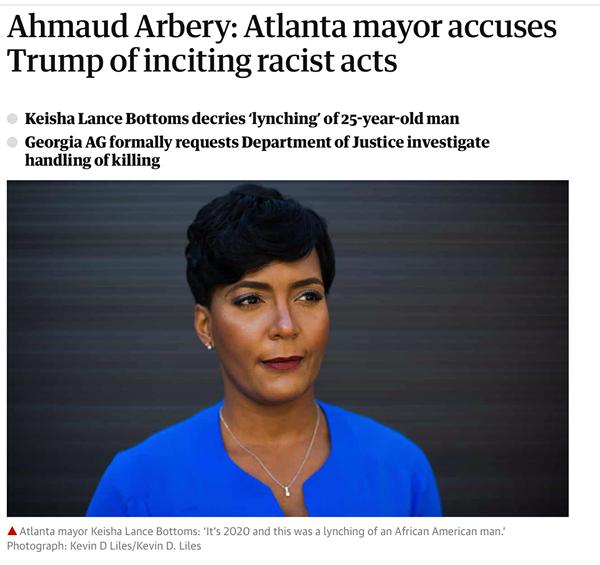 Ahmaud Arbery: Atlanta mayor accuses
Trump of inciting racist acts
Keisha Lance Bottoms decries ‘lynching’ of 25-year-old man
Georgia AG formally requests Department of Justice investigate
handling of killing
Atlanta mayor Keisha Lance Bottoms: ‘It’s 2020 and this was a lynching of an African American man.’
Photograph: Kevin D Liles/Kevin D. Liles